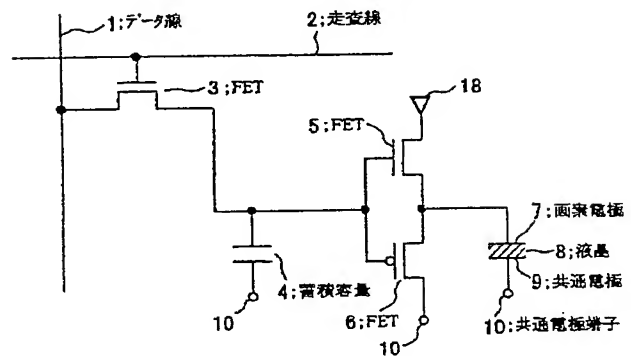 1;データ線
2;走査線
3;FET
18
5;FET
7;画素電極
8;液晶
9;共通電極
4;蓄積容量
10
6;FET
10
10;共通電極端子